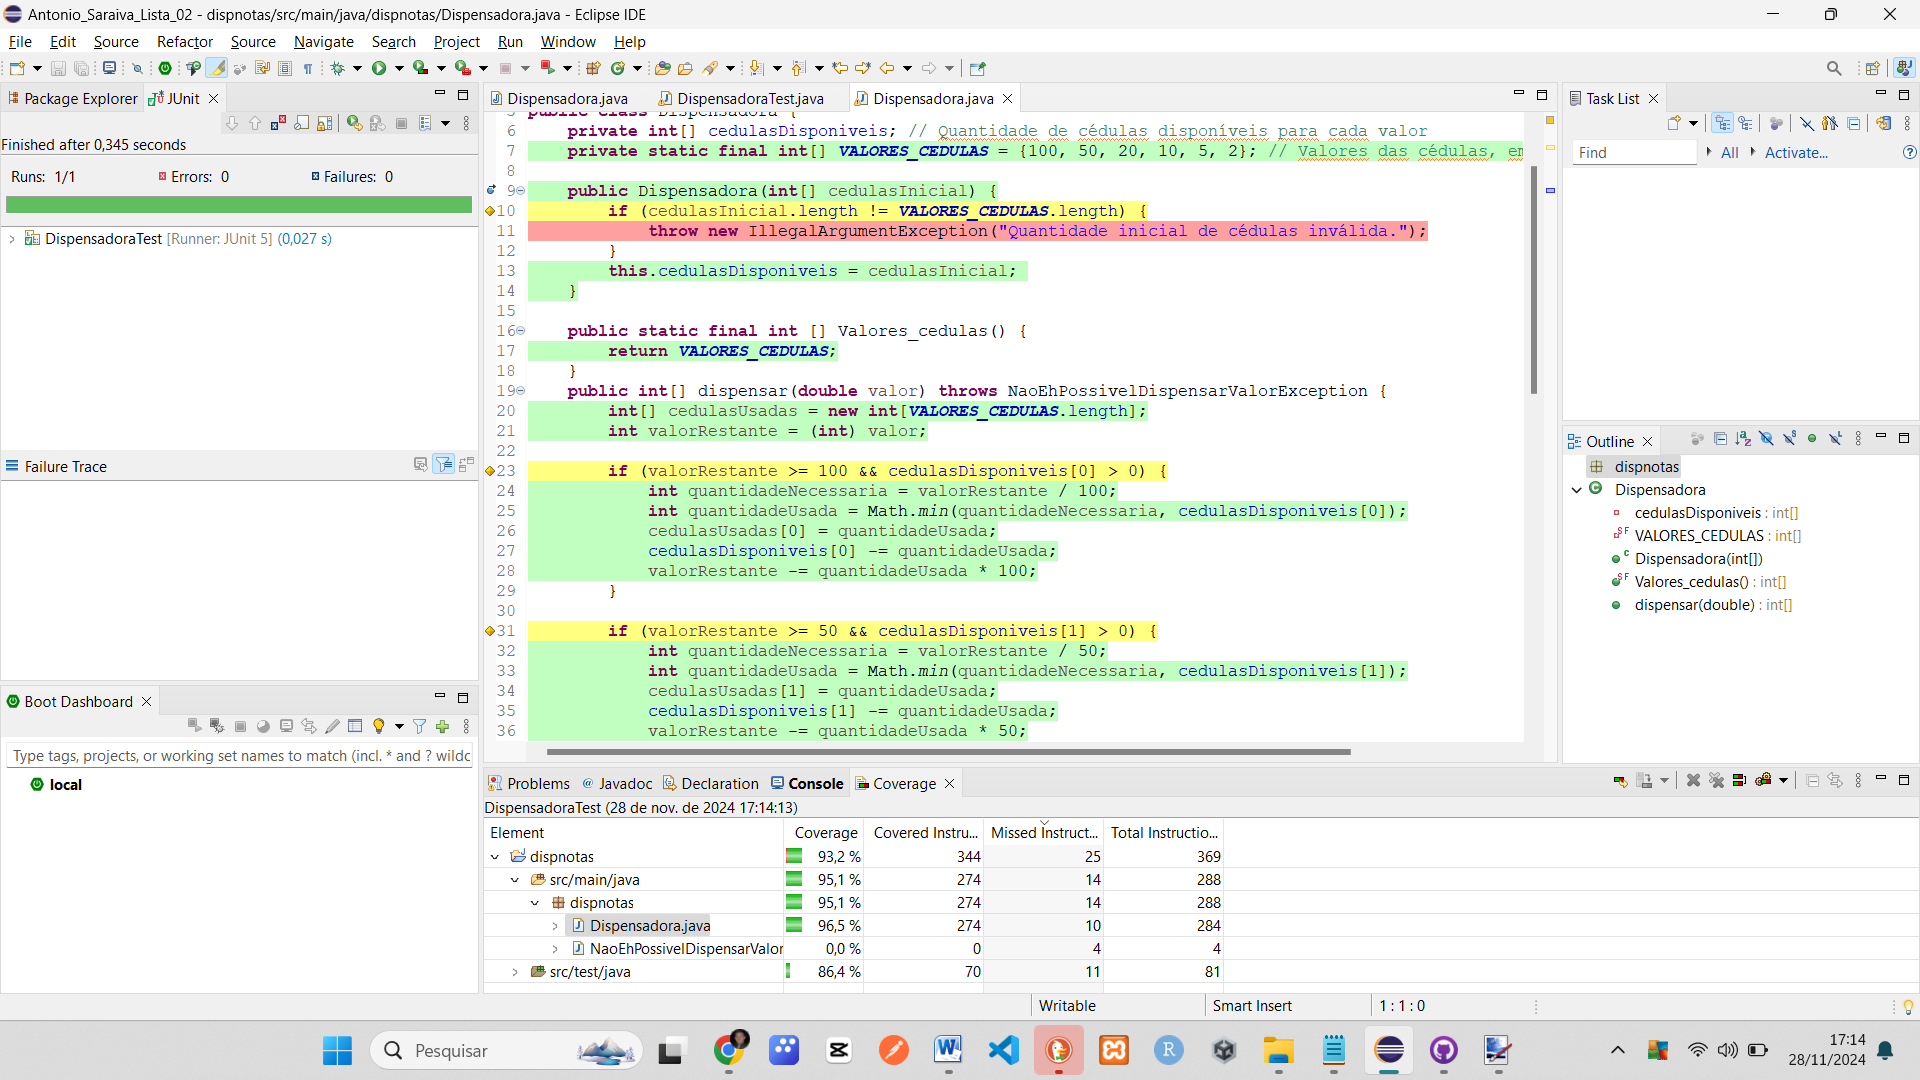 Antonio_Saraiva_Lista_02 - dispnotas/src/main/java/dispnotas/Dispensadora.java - Eclipse IDE
File Edit Source Refactor Source Navigate Search Project Run Window Help
Package Explorer JUnit
Finished after 0,345 seconds
Runs: 1/1 Errors: 0 Failures: 0
DispensadoraTest [Runner: JUnit 5] (0,027 s)
Failure Trace
Boot Dashboard
Type tags, projects, or working set names to match (incl. * and ? wildc
local
Dispensadora.java DispensadoraTest.java Dispensadora.java
5 public class Dispensadora {
6 private int[] cedulasDisponiveis; // Quantidade de cédulas disponíveis para cada valor
7 private static final int[] VALORES_CEDULAS = {100, 50, 20, 10, 5, 2}; // Valores das cédulas, em
8
9 public Dispensadora(int[] cedulasInicial) {
10 if (cedulasInicial.length != VALORES_CEDULAS.length) {
11 throw new IllegalArgumentException("Quantidade inicial de cédulas inválida.");
12 }
13 this.cedulasDisponiveis = cedulasInicial;
14 }
15
16 public static final int [] Valores_cedulas() {
17 return VALORES_CEDULAS;
18 }
19 public int[] dispensar(double valor) throws NaoEhPossivelDispensarValorException {
20 int[] cedulasUsadas = new int[VALORES_CEDULAS.length];
21 int valorRestante = (int) valor;
22
23 if (valorRestante >= 100 && cedulasDisponiveis[0] > 0) {
24 int quantidadeNecessaria = valorRestante / 100;
25 int quantidadeUsada = Math.min(quantidadeNecessaria, cedulasDisponiveis[0]);
26 cedulasUsadas[0] = quantidadeUsada;
27 cedulasDisponiveis[0] -= quantidadeUsada;
28 valorRestante -= quantidadeUsada * 100;
29 }
30
31 if (valorRestante >= 50 && cedulasDisponiveis[1] > 0) {
32 int quantidadeNecessaria = valorRestante / 50;
33 int quantidadeUsada = Math.min(quantidadeNecessaria, cedulasDisponiveis[1]);
34 cedulasUsadas[1] = quantidadeUsada;
35 cedulasDisponiveis[1] -= quantidadeUsada;
36 valorRestante -= quantidadeUsada * 50;
Task List
Find All Activate...
Outline
dispnotas
Dispensadora
cedulasDisponiveis : int[]
VALORES_CEDULAS : int[]
Dispensadora(int[])
Valores_cedulas() : int[]
dispensar(double) : int[]
Problems Javadoc Declaration Console Coverage
DispensadoraTest (28 de nov. de 2024 17:14:13)
Element Coverage Covered Instru... Missed Instruct... Total Instructio...
dispnotas 93,2 % 344 25 369
src/main/java 95,1 % 274 14 288
dispnotas 95,1 % 274 14 288
Dispensadora.java 96,5 % 274 10 284
NaoEhPossivelDispensarValor 0,0 % 0 4 4
src/test/java 86,4 % 70 11 81
Writable Smart Insert 1 : 1 : 0
Pesquisar
17:14
28/11/2024